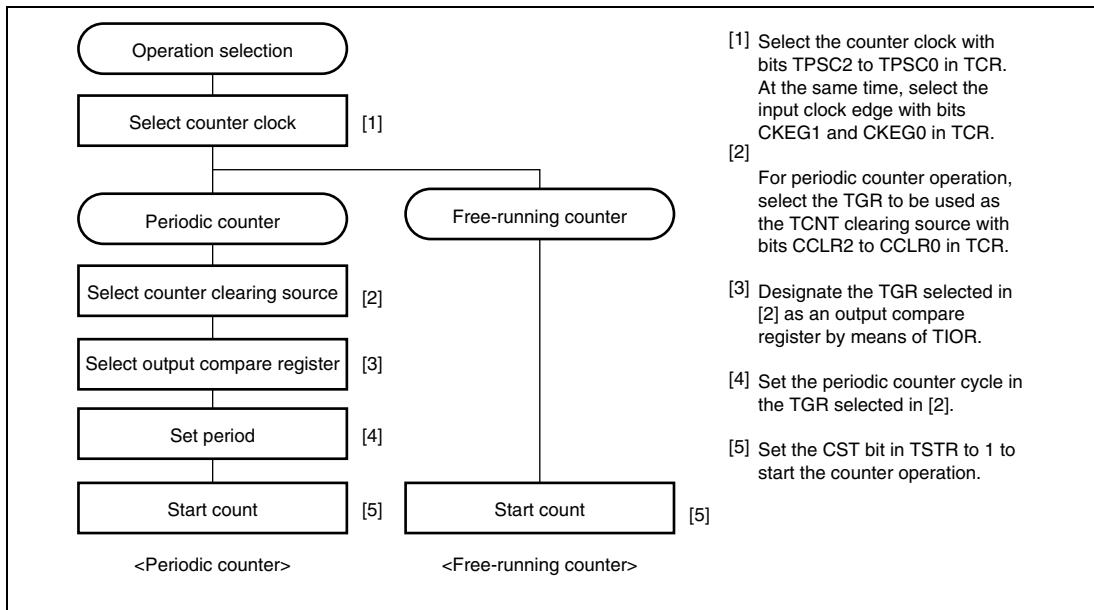 Operation selection
Select counter clock
[1]
Periodic counter
Free-running counter
Select counter clearing source
[2]
Select output compare register
[3]
Set period
[4]
Start count
[5]
Start count
[5]
<Periodic counter>
<Free-running counter>
[1] Select the counter clock with
bits TPSC2 to TPSC0 in TCR.
At the same time, select the
input clock edge with bits
CKEG1 and CKEG0 in TCR.
[2]
For periodic counter operation,
select the TGR to be used as
the TCNT clearing source with
bits CCLR2 to CCLR0 in TCR.
[3] Designate the TGR selected in
[2] as an output compare
register by means of TIOR.
[4] Set the periodic counter cycle in
the TGR selected in [2].
[5] Set the CST bit in TSTR to 1 to
start the counter operation.